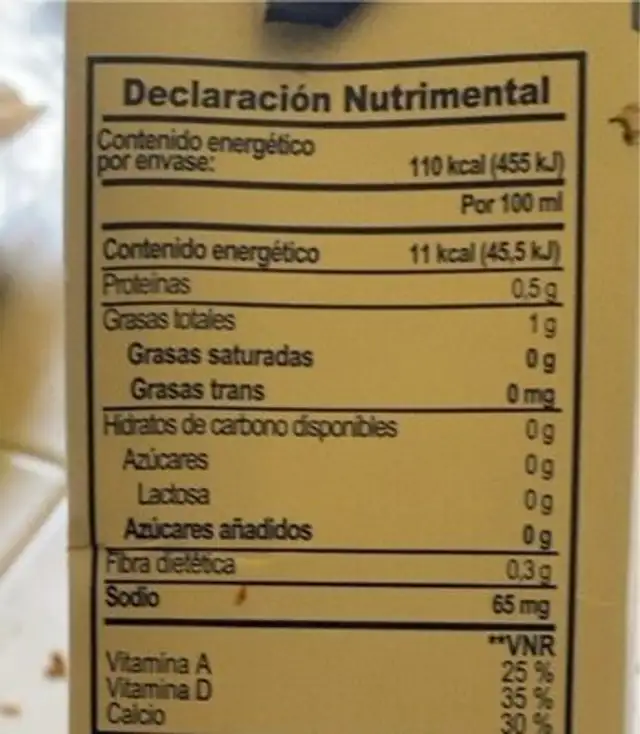 Declaración Nutrimental
Contenido energético
por envase: 110 kcal (455 kJ)
Por 100 ml
Contenido energético 11 kcal (45,5 kJ)
Proteínas 0,5 g
Grasas totales 1 g
Grasas saturadas 0 g
Grasas trans 0 mg
Hidratos de carbono disponibles 0 g
Azúcares 0 g
Lactosa 0 g
Azúcares añadidos 0 g
Fibra dietética 0,3 g
Sodio 65 mg
**VNR
Vitamina A 25 %
Vitamina D 35 %
Calcio 30 %